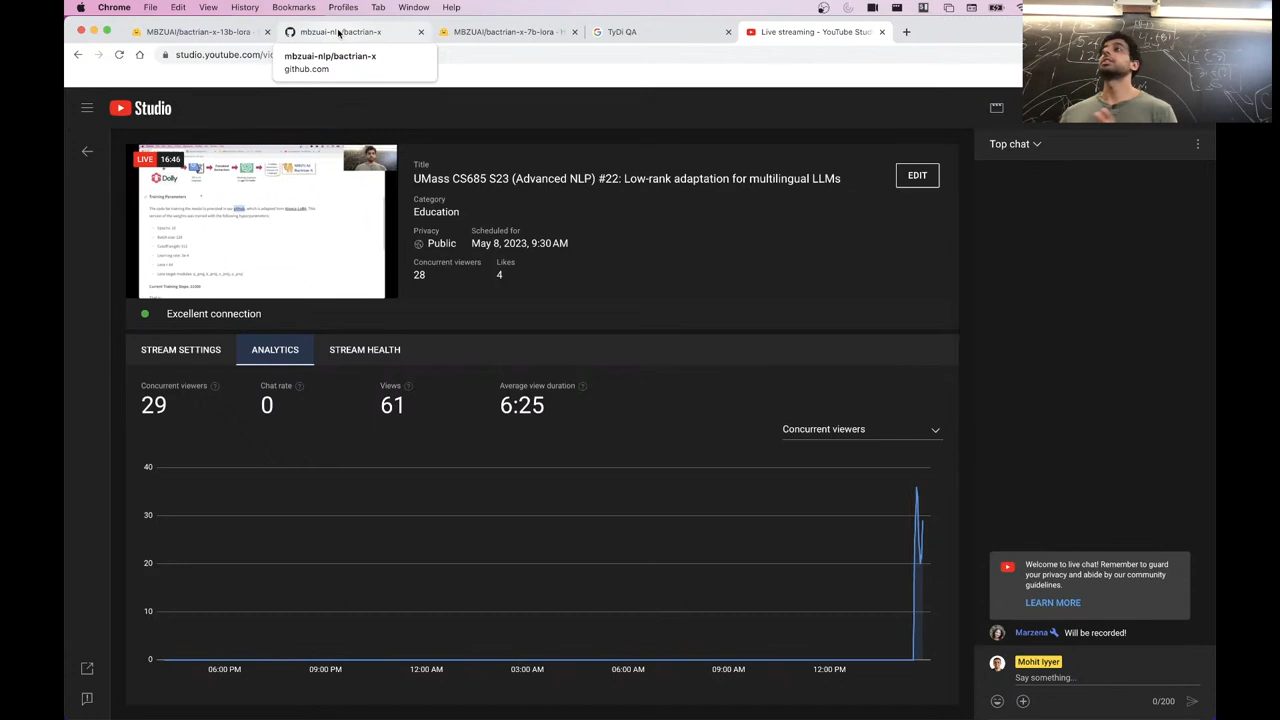 Chrome File Edit View History Bookmarks Profiles Tab Window Help
MBZUAI/bactrian-x-13b-lora
mbzuai-nlp/bactrian-x
MBZUAI/bactrian-x-7b-lora
TyDi QA
Live streaming - YouTube Stud
studio.youtube.com/vi
mbzuai-nlp/bactrian-x
github.com
Studio
Top chat
LIVE 16:46
Dolly
Training Parameters
Title
UMass CS685 S23 (Advanced NLP) #22: Low-rank adaptation for multilingual LLMs
EDIT
Category
Education
Privacy
Public
Scheduled for
May 8, 2023, 9:30 AM
Concurrent viewers
28
Likes
4
Excellent connection
STREAM SETTINGS
ANALYTICS
STREAM HEALTH
Concurrent viewers
29
Chat rate
0
Views
61
Average view duration
6:25
Concurrent viewers
40
30
20
10
0
06:00 PM 09:00 PM 12:00 AM 03:00 AM 06:00 AM 09:00 AM 12:00 PM
Welcome to live chat! Remember to guard
your privacy and abide by our community
guidelines.
LEARN MORE
Marzena Will be recorded!
Mohit Iyyer
Say something...
0/200